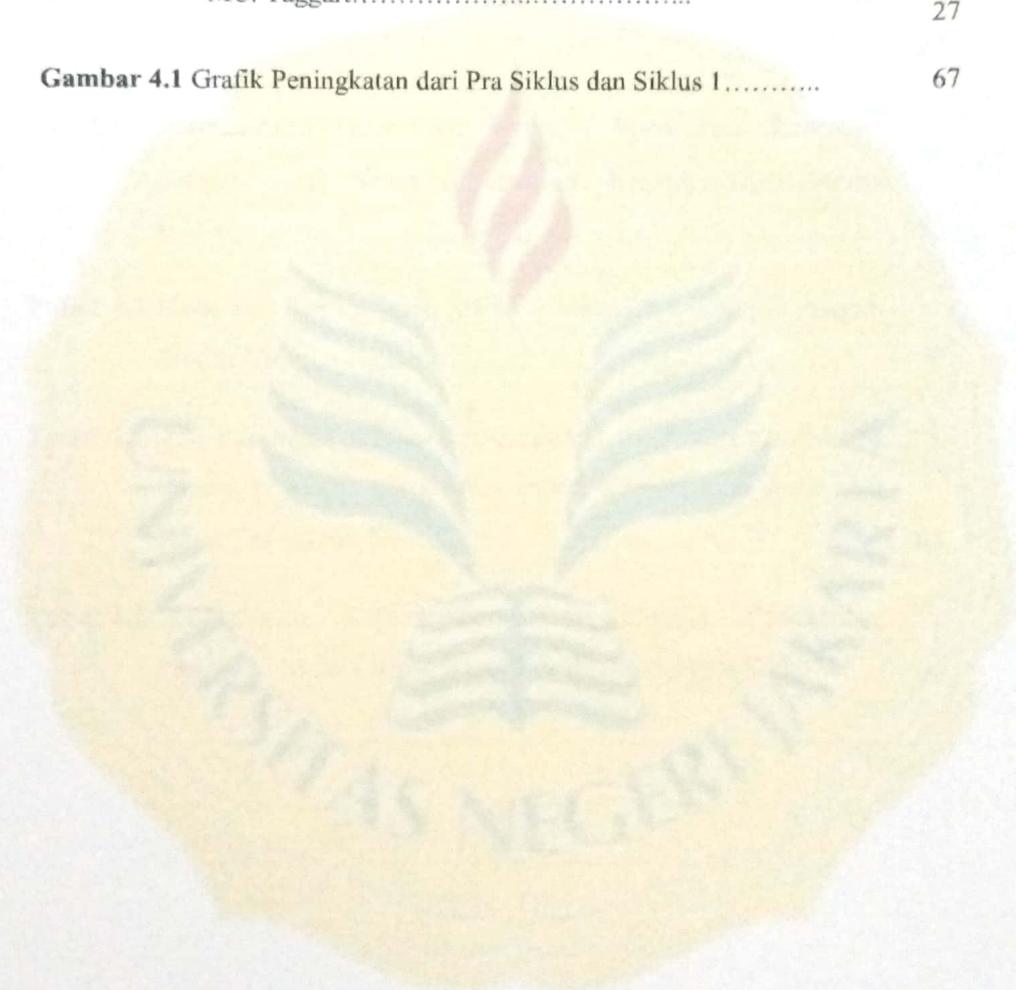 27
Gambar 4.1 Grafik Peningkatan dari Pra Siklus dan Siklus 1........... 67
UNIVERSITAS NEGERI JAKARTA